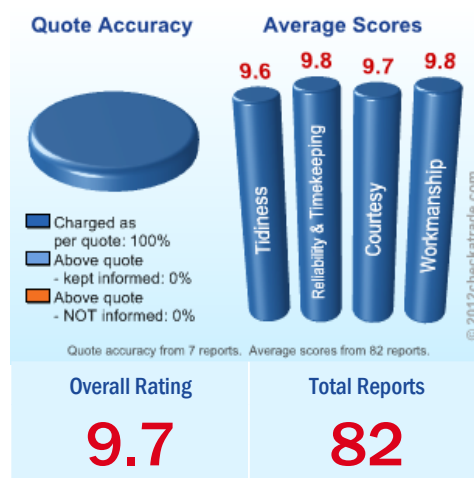 Quote Accuracy
Average Scores
9.6
9.8
9.7
9.8
Tidiness
Reliability & Timekeeping
Courtesy
Workmanship
Charged as
per quote: 100%
Above quote
- kept informed: 0%
Above quote
- NOT informed: 0%
© 2012checkatrade.com
Quote accuracy from 7 reports. Average scores from 82 reports.
Overall Rating
Total Reports
9.7
82